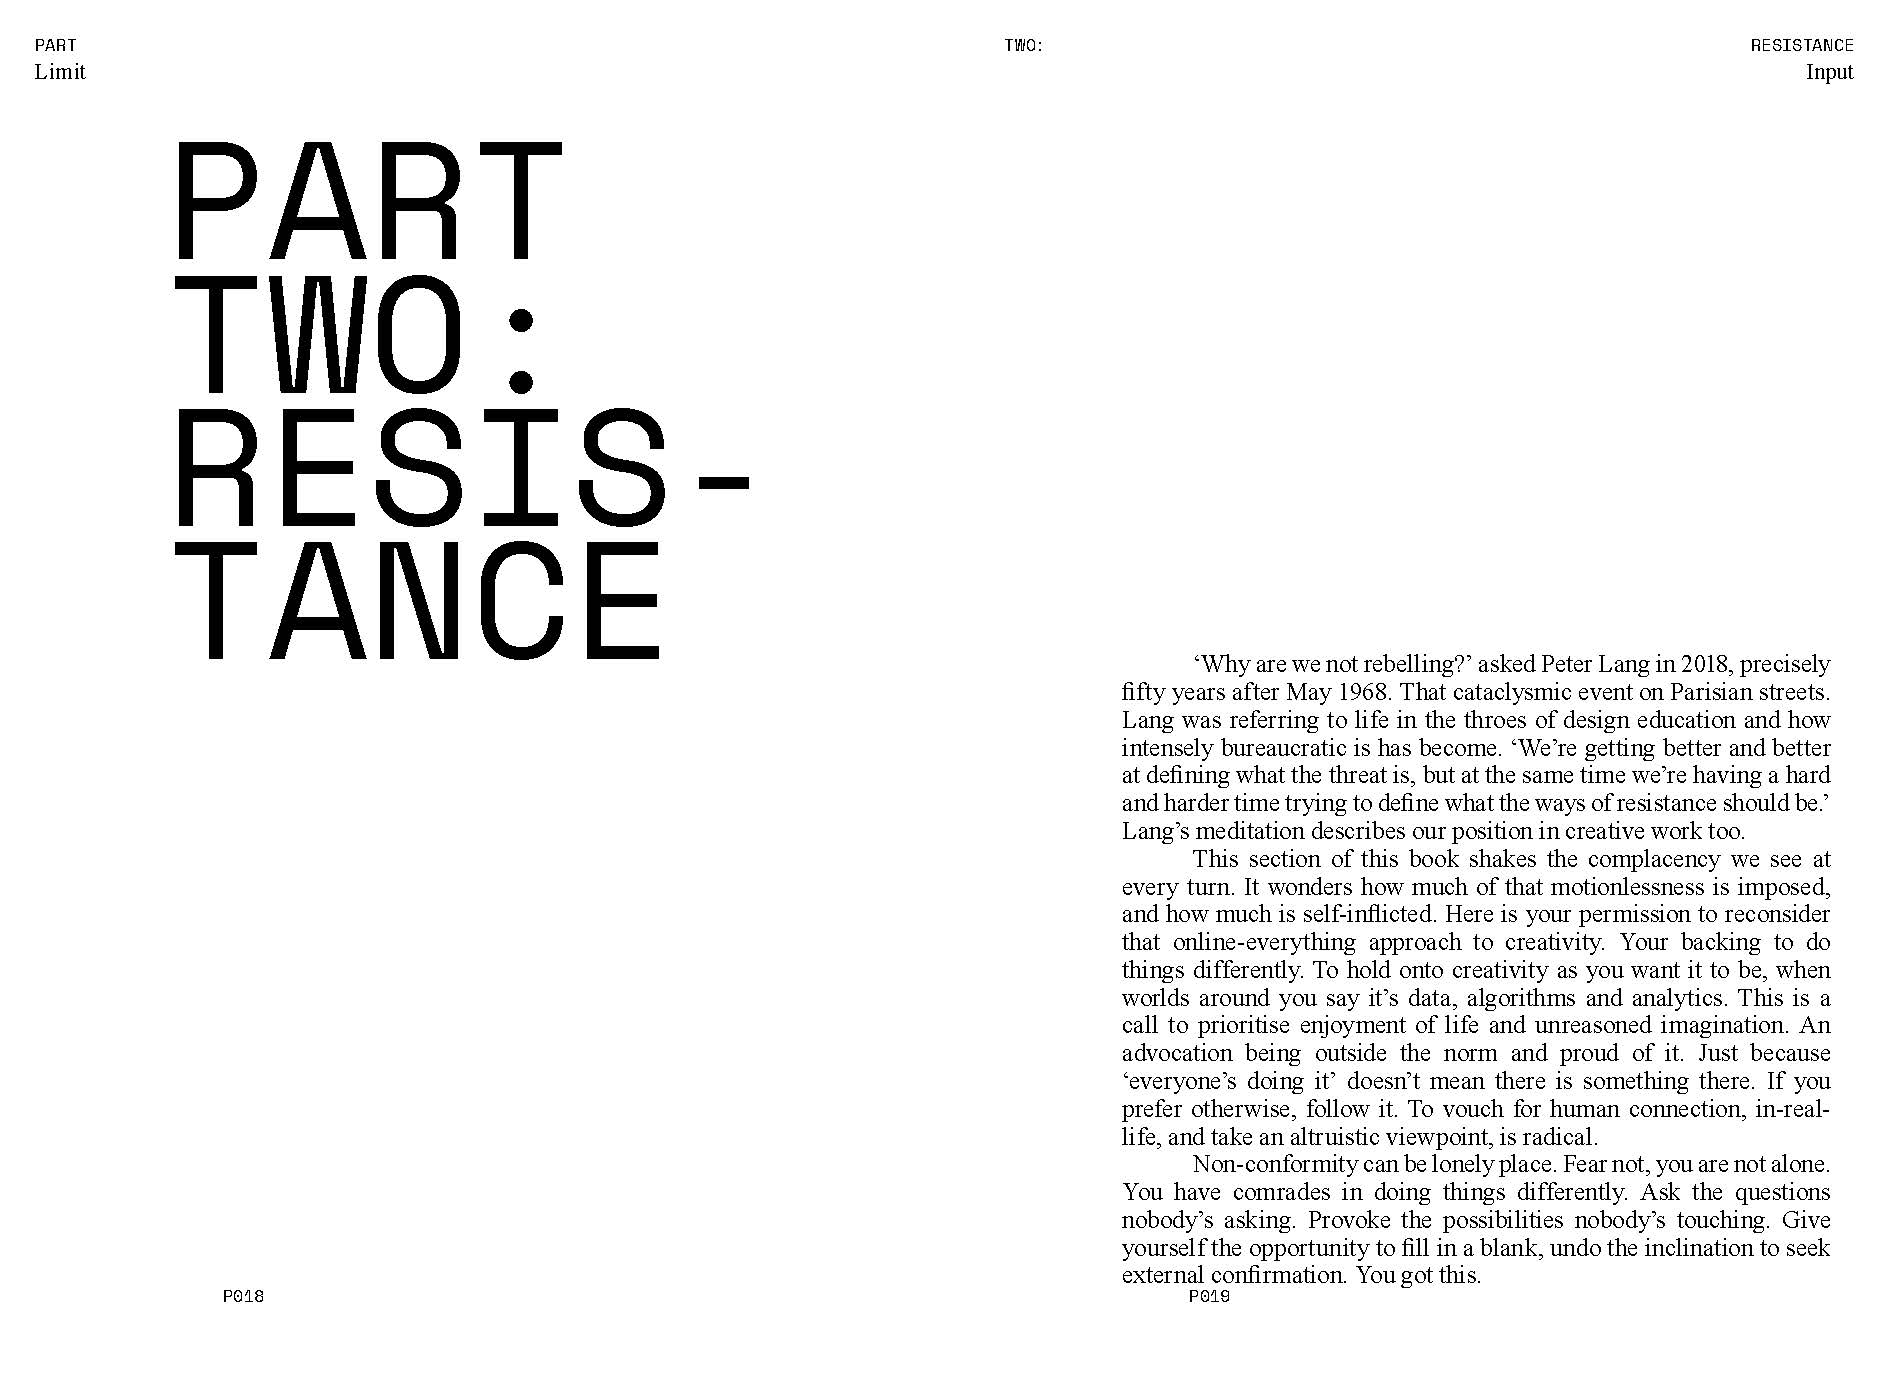 PART
TWO:
RESISTANCE
Limit
Input
PART
TWO:
RESIS-
TANCE
‘Why are we not rebelling?’ asked Peter Lang in 2018, precisely
fifty years after May 1968. That cataclysmic event on Parisian streets.
Lang was referring to life in the throes of design education and how
intensely bureaucratic is has become. ‘We’re getting better and better
at defining what the threat is, but at the same time we’re having a hard
and harder time trying to define what the ways of resistance should be.’
Lang’s meditation describes our position in creative work too.
This section of this book shakes the complacency we see at
every turn. It wonders how much of that motionlessness is imposed,
and how much is self-inflicted. Here is your permission to reconsider
that online-everything approach to creativity. Your backing to do
things differently. To hold onto creativity as you want it to be, when
worlds around you say it’s data, algorithms and analytics. This is a
call to prioritise enjoyment of life and unreasoned imagination. An
advocation being outside the norm and proud of it. Just because
‘everyone’s doing it’ doesn’t mean there is something there. If you
prefer otherwise, follow it. To vouch for human connection, in-real-
life, and take an altruistic viewpoint, is radical.
Non-conformity can be lonely place. Fear not, you are not alone.
You have comrades in doing things differently. Ask the questions
nobody’s asking. Provoke the possibilities nobody’s touching. Give
yourself the opportunity to fill in a blank, undo the inclination to seek
external confirmation. You got this.
P018
P019